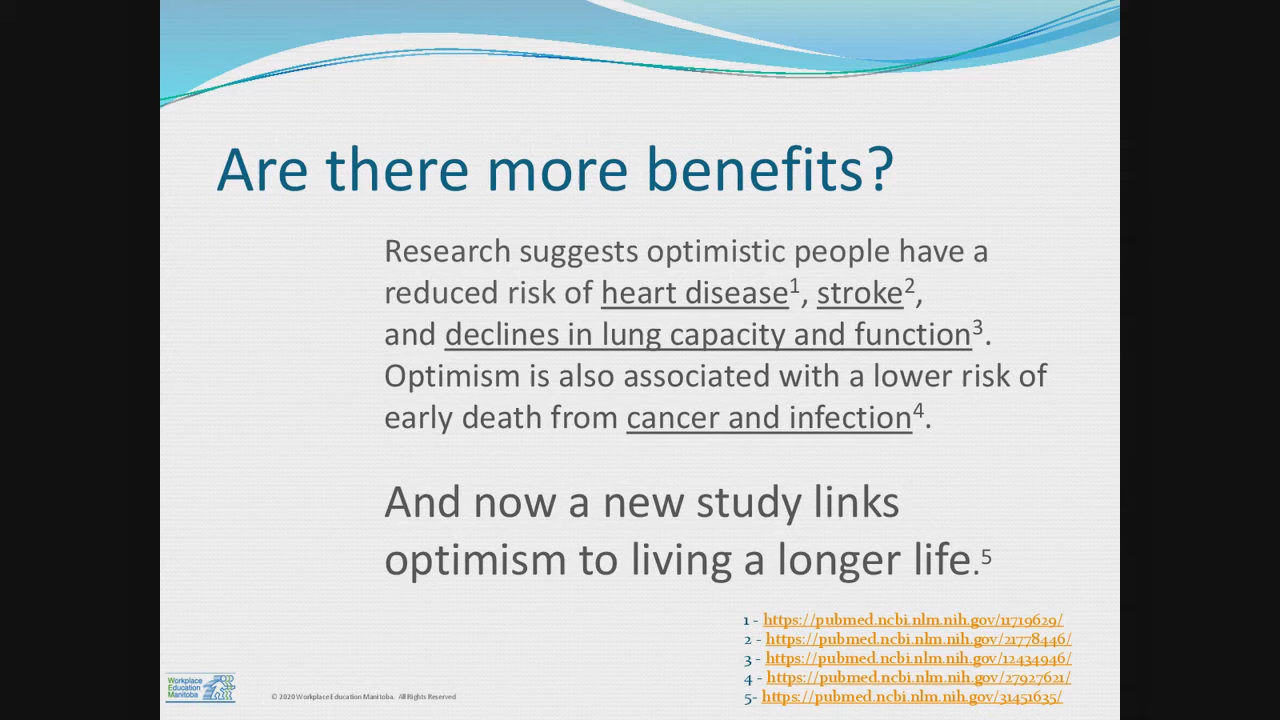 Are there more benefits?
Research suggests optimistic people have a
reduced risk of heart disease¹, stroke²,
and declines in lung capacity and function³.
Optimism is also associated with a lower risk of
early death from cancer and infection⁴.
And now a new study links
optimism to living a longer life.⁵
1 - https://pubmed.ncbi.nlm.nih.gov/11719629/
2 - https://pubmed.ncbi.nlm.nih.gov/21778446/
3 - https://pubmed.ncbi.nlm.nih.gov/12434946/
4 - https://pubmed.ncbi.nlm.nih.gov/27927621/
5- https://pubmed.ncbi.nlm.nih.gov/31451635/
Workplace
Education
Manitoba
© 2020 Workplace Education Manitoba. All Rights Reserved